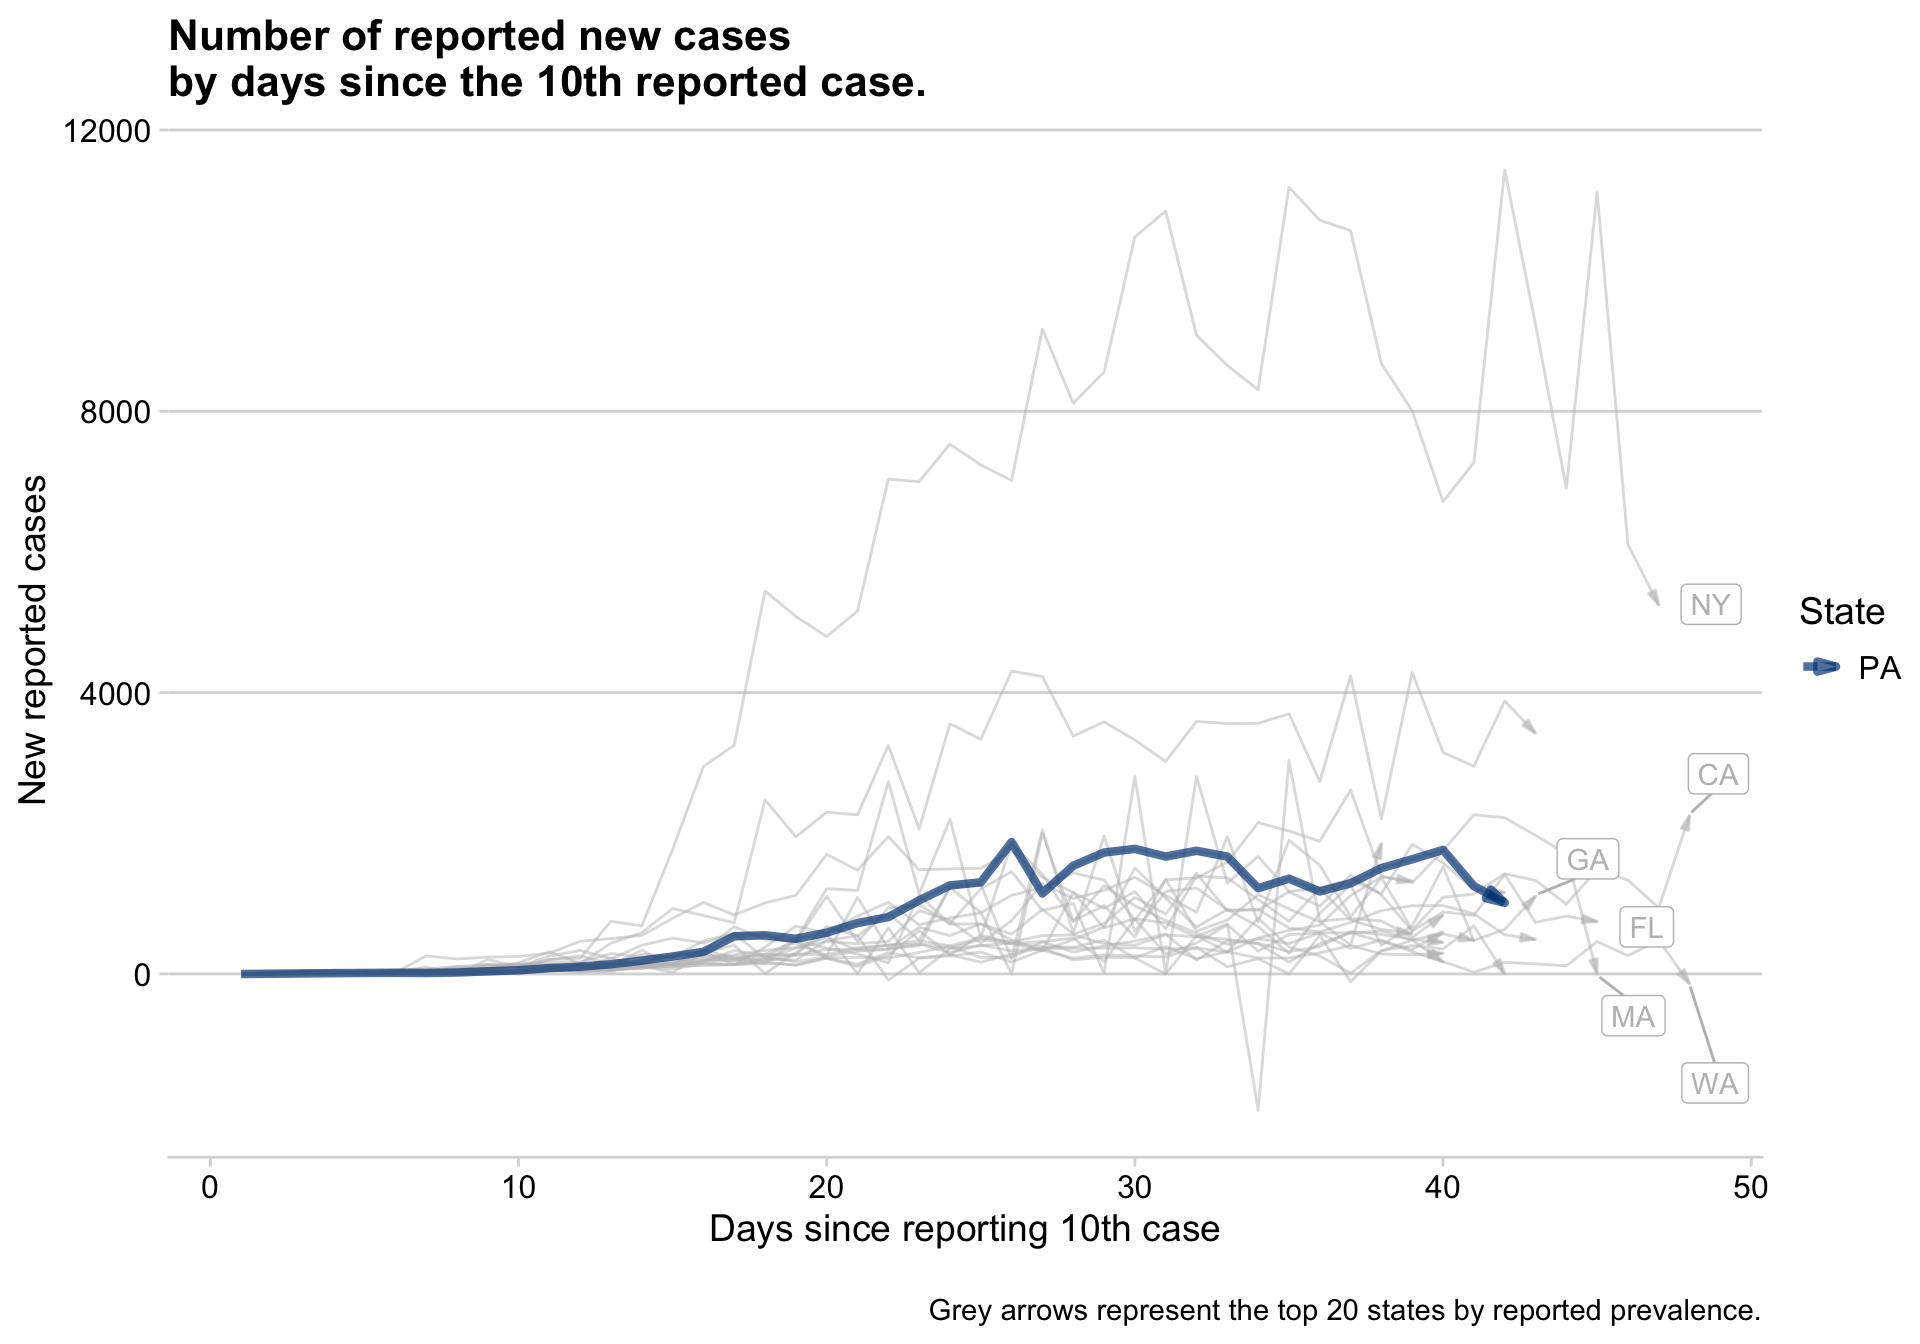 Number of reported new cases
by days since the 10th reported case.
12000
8000
4000
0
New reported cases
NY
CA
GA
FL
MA
WA
State
PA
0 10 20 30 40 50
Days since reporting 10th case
Grey arrows represent the top 20 states by reported prevalence.